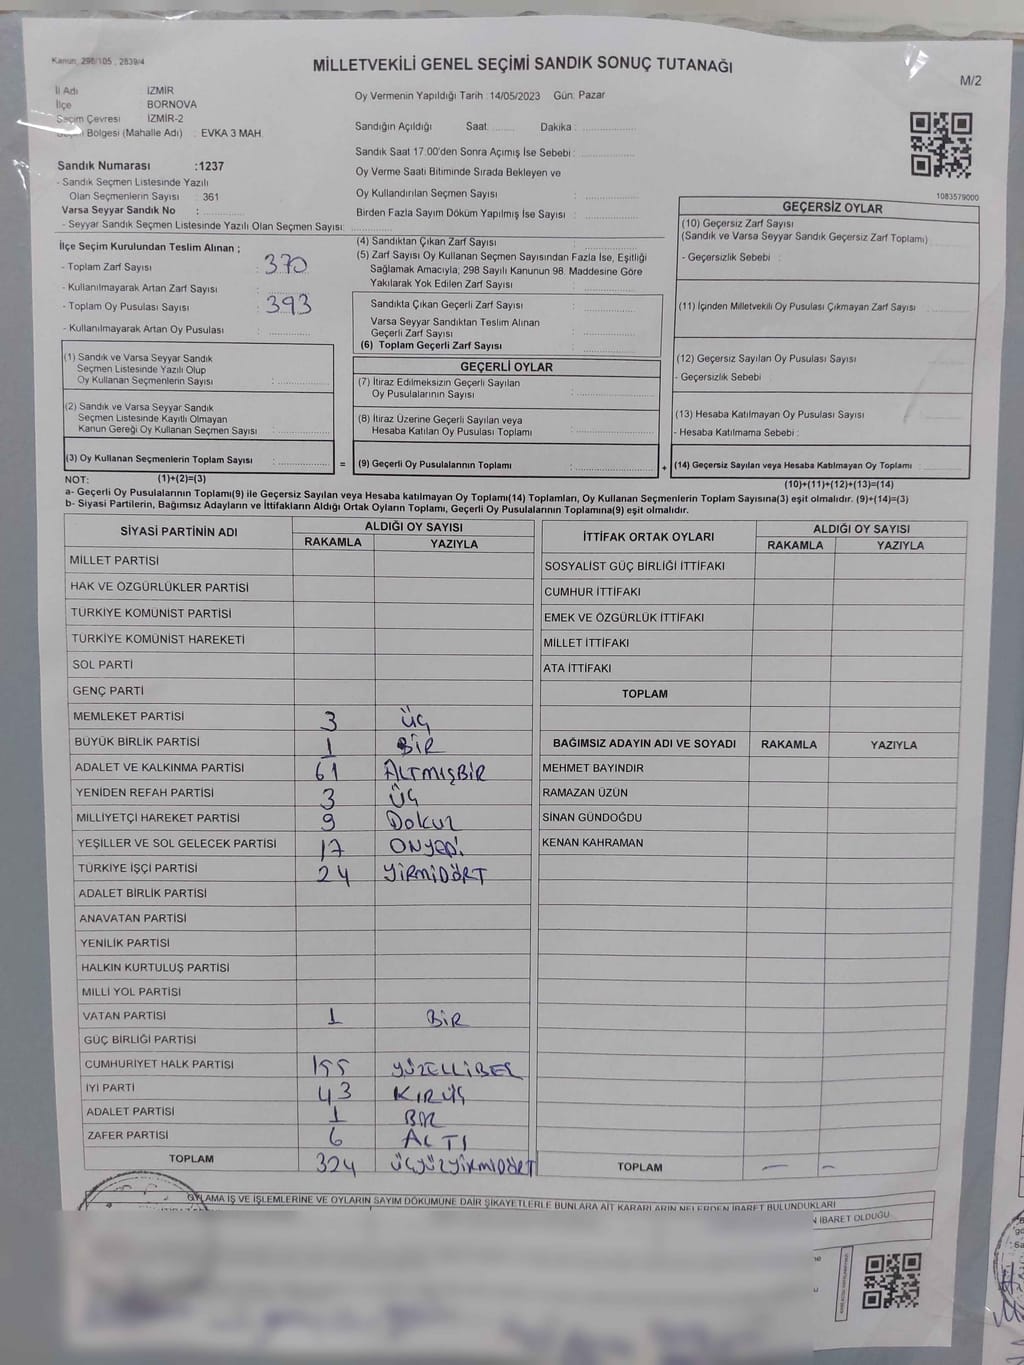 Kanun, 298/105 , 2839/4
MİLLETVEKİLİ GENEL SEÇİMİ SANDIK SONUÇ TUTANAĞI
M/2
İl Adı : İZMİR
İlçe : BORNOVA
Seçim Çevresi : İZMİR-2
Bölgesi (Mahalle Adı) : EVKA 3 MAH.
Sandık Numarası :1237
- Sandık Seçmen Listesinde Yazılı
Olan Seçmenlerin Sayısı : 361
Varsa Seyyar Sandık No :
- Seyyar Sandık Seçmen Listesinde Yazılı Olan Seçmen Sayısı:
Oy Vermenin Yapıldığı Tarih :14/05/2023 Gün: Pazar
Sandığın Açıldığı Saat: Dakika :
Sandık Saat 17.00'den Sonra Açımış İse Sebebi :
Oy Verme Saati Bitiminde Sırada Bekleyen ve
Oy Kullandırılan Seçmen Sayısı :
Birden Fazla Sayım Döküm Yapılmış İse Sayısı :
1083579000
İlçe Seçim Kurulundan Teslim Alınan ;
- Toplam Zarf Sayısı : 370
- Kullanılmayarak Artan Zarf Sayısı :
- Toplam Oy Pusulası Sayısı : 393
- Kullanılmayarak Artan Oy Pusulası :
(4) Sandıktan Çıkan Zarf Sayısı :
(5) Zarf Sayısı Oy Kullanan Seçmen Sayısından Fazla İse, Eşitliği
Sağlamak Amacıyla; 298 Sayılı Kanunun 98. Maddesine Göre
Yakılarak Yok Edilen Zarf Sayısı :
Sandıkta Çıkan Geçerli Zarf Sayısı :
Varsa Seyyar Sandıktan Teslim Alınan
Geçerli Zarf Sayısı :
(6) Toplam Geçerli Zarf Sayısı :
GEÇERSİZ OYLAR
(10) Geçersiz Zarf Sayısı
(Sandık ve Varsa Seyyar Sandık Geçersiz Zarf Toplamı) :
- Geçersizlik Sebebi :
(11) İçinden Milletvekili Oy Pusulası Çıkmayan Zarf Sayısı :
(12) Geçersiz Sayılan Oy Pusulası Sayısı :
- Geçersizlik Sebebi :
(13) Hesaba Katılmayan Oy Pusulası Sayısı :
- Hesaba Katılmama Sebebi :
(14) Geçersiz Sayılan veya Hesaba Katılmayan Oy Toplamı :
(10)+(11)+(12)+(13)=(14)
(1) Sandık ve Varsa Seyyar Sandık
Seçmen Listesinde Yazılı Olup
Oy Kullanan Seçmenlerin Sayısı :
(2) Sandık ve Varsa Seyyar Sandık
Seçmen Listesinde Kayıtlı Olmayan
Kanun Gereği Oy Kullanan Seçmen Sayısı :
(3) Oy Kullanan Seçmenlerin Toplam Sayısı :
=
GEÇERLİ OYLAR
(7) İtiraz Edilmeksizin Geçerli Sayılan
Oy Pusulalarının Sayısı :
(8) İtiraz Üzerine Geçerli Sayılan veya
Hesaba Katılan Oy Pusulası Toplamı :
(9) Geçerli Oy Pusulalarının Toplamı :
+
NOT: (1)+(2)=(3)
a- Geçerli Oy Pusulalarının Toplamı(9) ile Geçersiz Sayılan veya Hesaba katılmayan Oy Toplamı(14) Toplamları, Oy Kullanan Seçmenlerin Toplam Sayısına(3) eşit olmalıdır. (9)+(14)=(3)
b- Siyasi Partilerin, Bağımsız Adayların ve İttifakların Aldığı Ortak Oyların Toplamı, Geçerli Oy Pusulalarının Toplamına(9) eşit olmalıdır.
SİYASİ PARTİNİN ADI ALDIĞI OY SAYISI
RAKAMLA YAZIYLA
MİLLET PARTİSİ
HAK VE ÖZGÜRLÜKLER PARTİSİ
TÜRKİYE KOMÜNİST PARTİSİ
TÜRKİYE KOMÜNİST HAREKETİ
SOL PARTİ
GENÇ PARTİ
MEMLEKET PARTİSİ 3 ÜÇ
BÜYÜK BİRLİK PARTİSİ 1 BİR
ADALET VE KALKINMA PARTİSİ 61 ALTMIŞBİR
YENİDEN REFAH PARTİSİ 3 ÜÇ
MİLLİYETÇİ HAREKET PARTİSİ 9 Dokuz
YEŞİLLER VE SOL GELECEK PARTİSİ 17 ONYEDİ
TÜRKİYE İŞÇİ PARTİSİ 24 YİRMİDÖRT
ADALET BİRLİK PARTİSİ
ANAVATAN PARTİSİ
YENİLİK PARTİSİ
HALKIN KURTULUŞ PARTİSİ
MİLLİ YOL PARTİSİ
VATAN PARTİSİ 1 BİR
GÜÇ BİRLİĞİ PARTİSİ
CUMHURİYET HALK PARTİSİ 155 YÜZELLİBEŞ
İYİ PARTİ 43 KIRÜÇ
ADALET PARTİSİ 1 BİR
ZAFER PARTİSİ 6 ALTI
TOPLAM 324 ÜÇYÜZYİRMİDÖRT
İTTİFAK ORTAK OYLARI ALDIĞI OY SAYISI
RAKAMLA YAZIYLA
SOSYALİST GÜÇ BİRLİĞİ İTTİFAKI
CUMHUR İTTİFAKI
EMEK VE ÖZGÜRLÜK İTTİFAKI
MİLLET İTTİFAKI
ATA İTTİFAKI
TOPLAM
BAĞIMSIZ ADAYIN ADI VE SOYADI RAKAMLA YAZIYLA
MEHMET BAYINDIR
RAMAZAN ÜZÜN
SİNAN GÜNDOĞDU
KENAN KAHRAMAN
TOPLAM — –
OYLAMA İŞ VE İŞLEMLERİNE VE OYLARIN SAYIM DÖKÜMÜNE DAİR ŞİKAYETLERLE BUNLARA AİT KARARLARIN NELERDEN İBARET BULUNDUKLARI
İBARET OLDUĞU